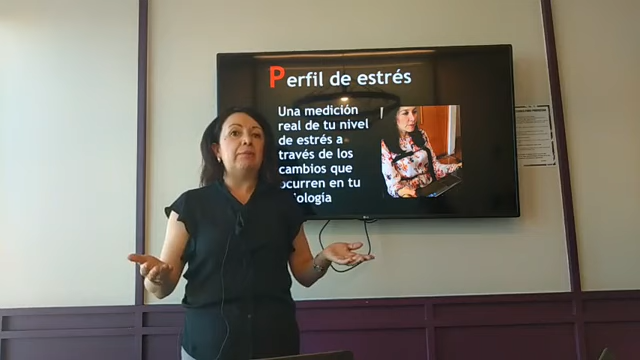 Perfil de estrés
Una medición
real de tu nivel
de estrés a
través de los
cambios que
ocurren en tu
LG